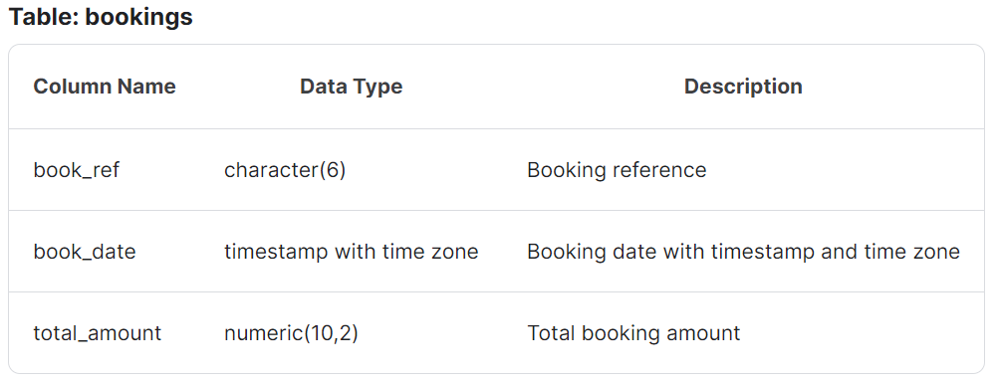 Table: bookings
Column Name Data Type Description
book_ref character(6) Booking reference
book_date timestamp with time zone Booking date with timestamp and time zone
total_amount numeric(10,2) Total booking amount